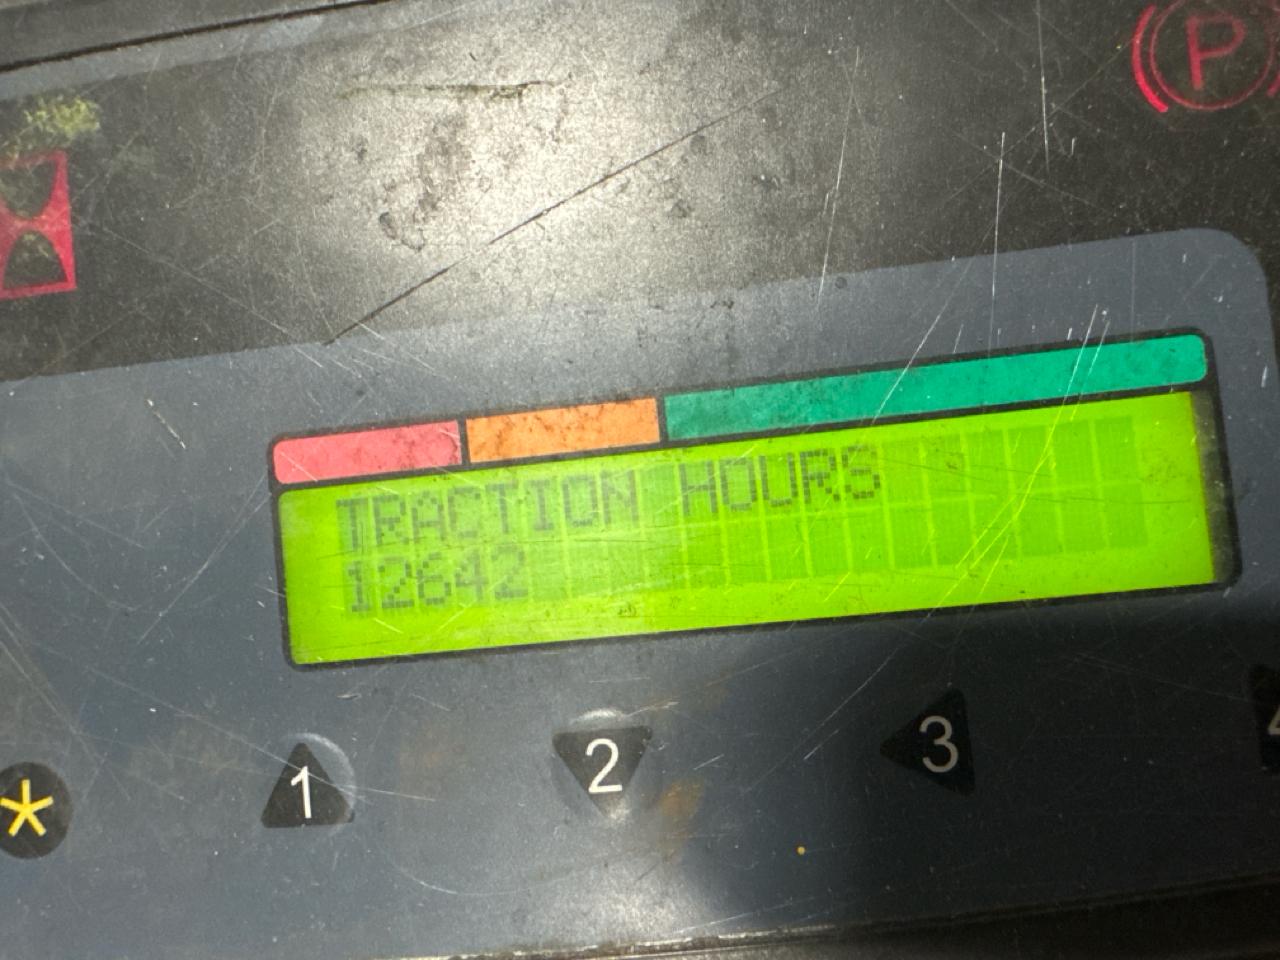 P
TRACTION HOURS
12642
* 1 2 3